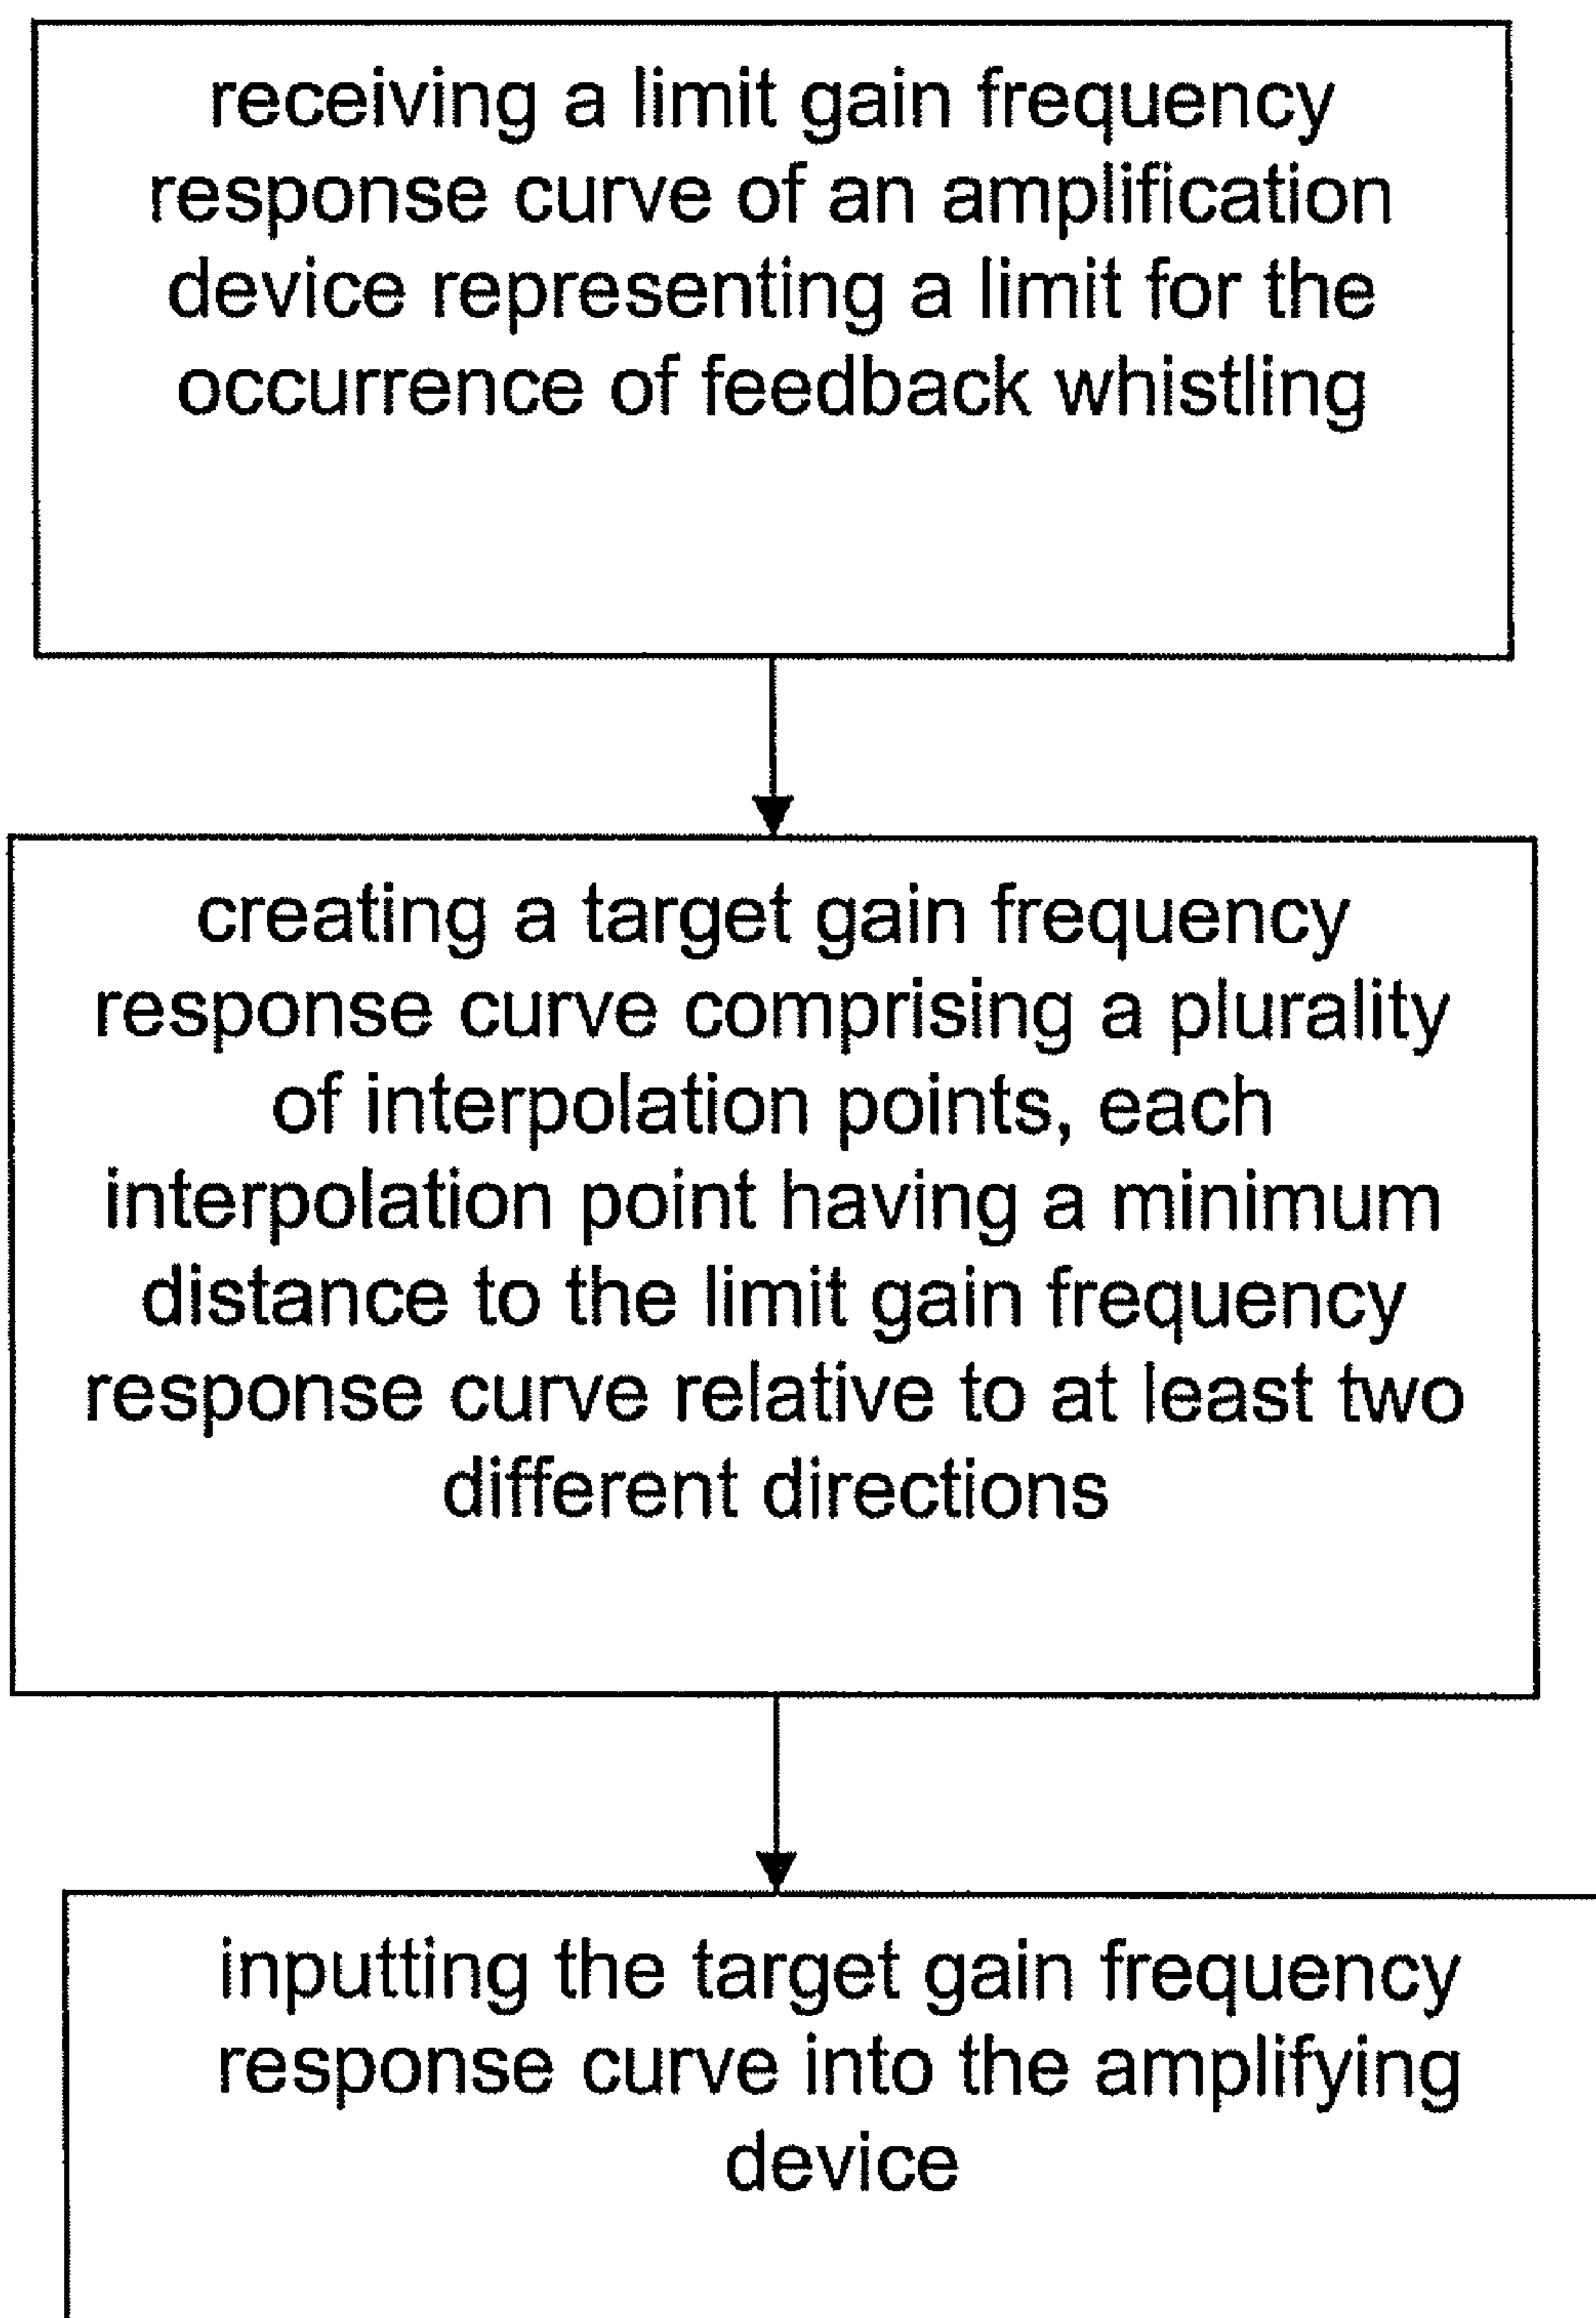 receiving a limit gain frequency
response curve of an amplification
device representing a limit for the
occurrence of feedback whistling
creating a target gain frequency
response curve comprising a plurality
of interpolation points, each
interpolation point having a minimum
distance to the limit gain frequency
response curve relative to at least two
different directions
inputting the target gain frequency
response curve into the amplifying
device